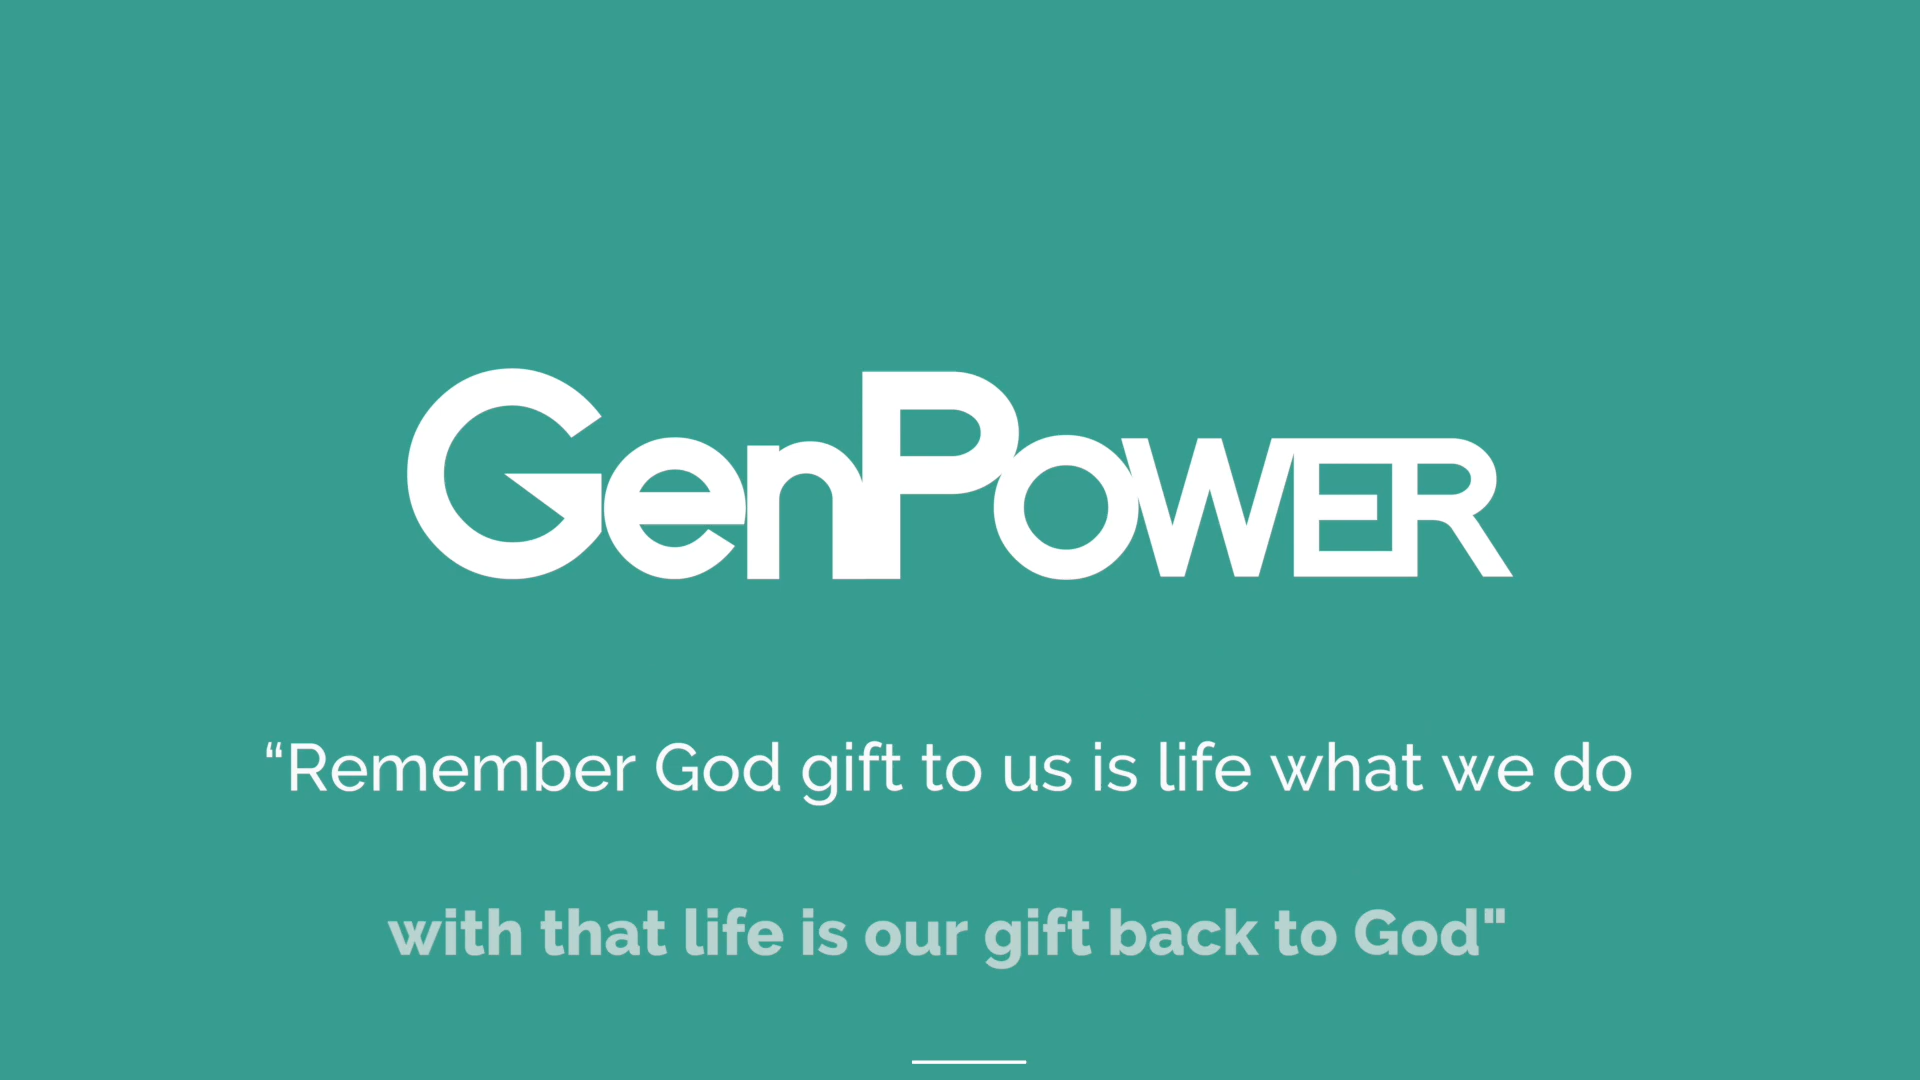 GenPOWER
“Remember God gift to us is life what we do
with that life is our gift back to God"